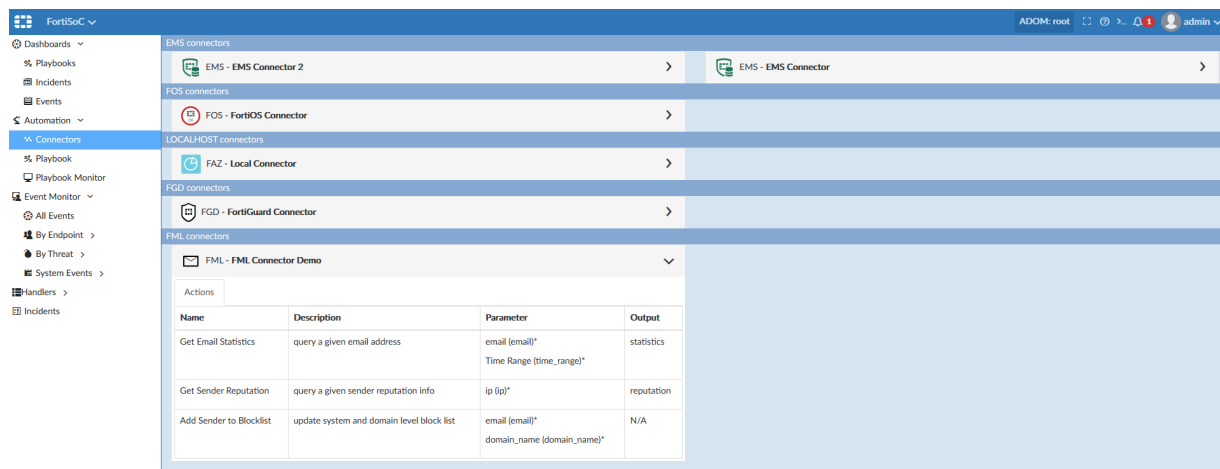 FortiSoC
ADOM: root
1
admin
Dashboards
Playbooks
Incidents
Events
Automation
Connectors
Playbook
Playbook Monitor
Event Monitor
All Events
By Endpoint
By Threat
System Events
Handlers
Incidents
EMS connectors
EMS - EMS Connector 2
EMS - EMS Connector
FOS connectors
FOS - FortiOS Connector
LOCALHOST connectors
FAZ - Local Connector
FGD connectors
FGD - FortiGuard Connector
FML connectors
FML - FML Connector Demo
Actions
Name Description Parameter Output
Get Email Statistics query a given email address email (email)* statistics
Time Range (time_range)*
Get Sender Reputation query a given sender reputation info ip (ip)* reputation
Add Sender to Blocklist update system and domain level block list email (email)* N/A
domain_name (domain_name)*